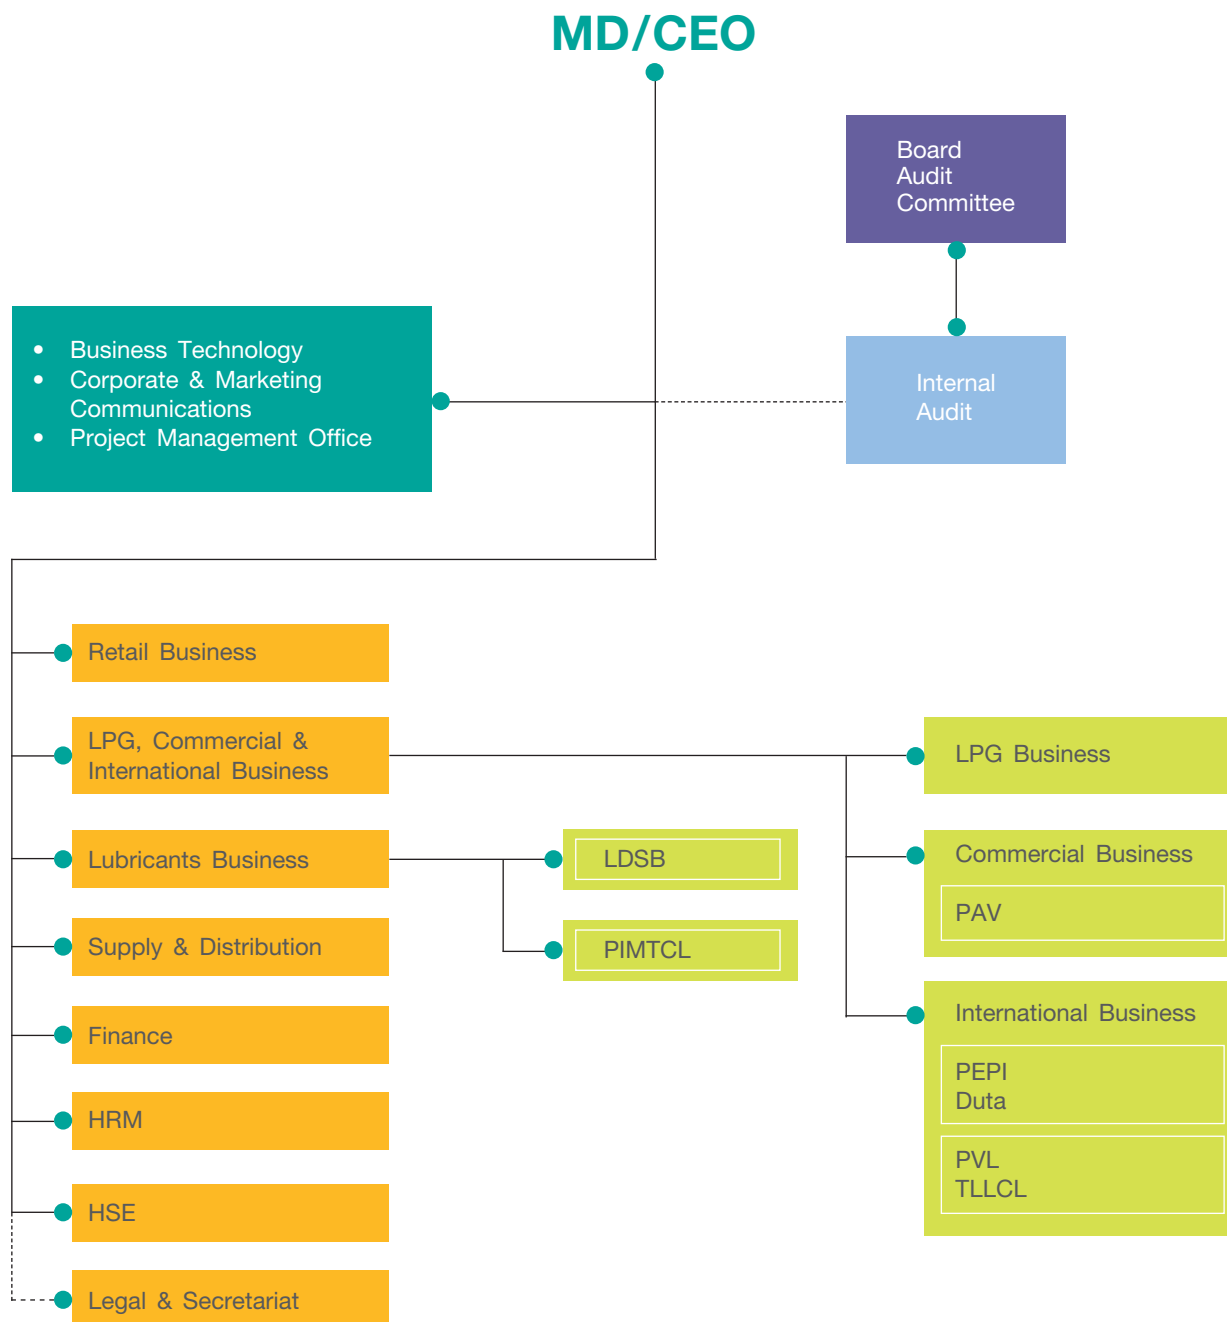 MD/CEO
Board
Audit
Committee
• Business Technology
• Corporate & Marketing
Communications
• Project Management Office
Internal
Audit
Retail Business
LPG, Commercial &
International Business
LPG Business
Lubricants Business
LDSB
Commercial Business
PAV
Supply & Distribution
PIMTCL
Finance
International Business
PEPI
Duta
HRM
PVL
TLLCL
HSE
Legal & Secretariat